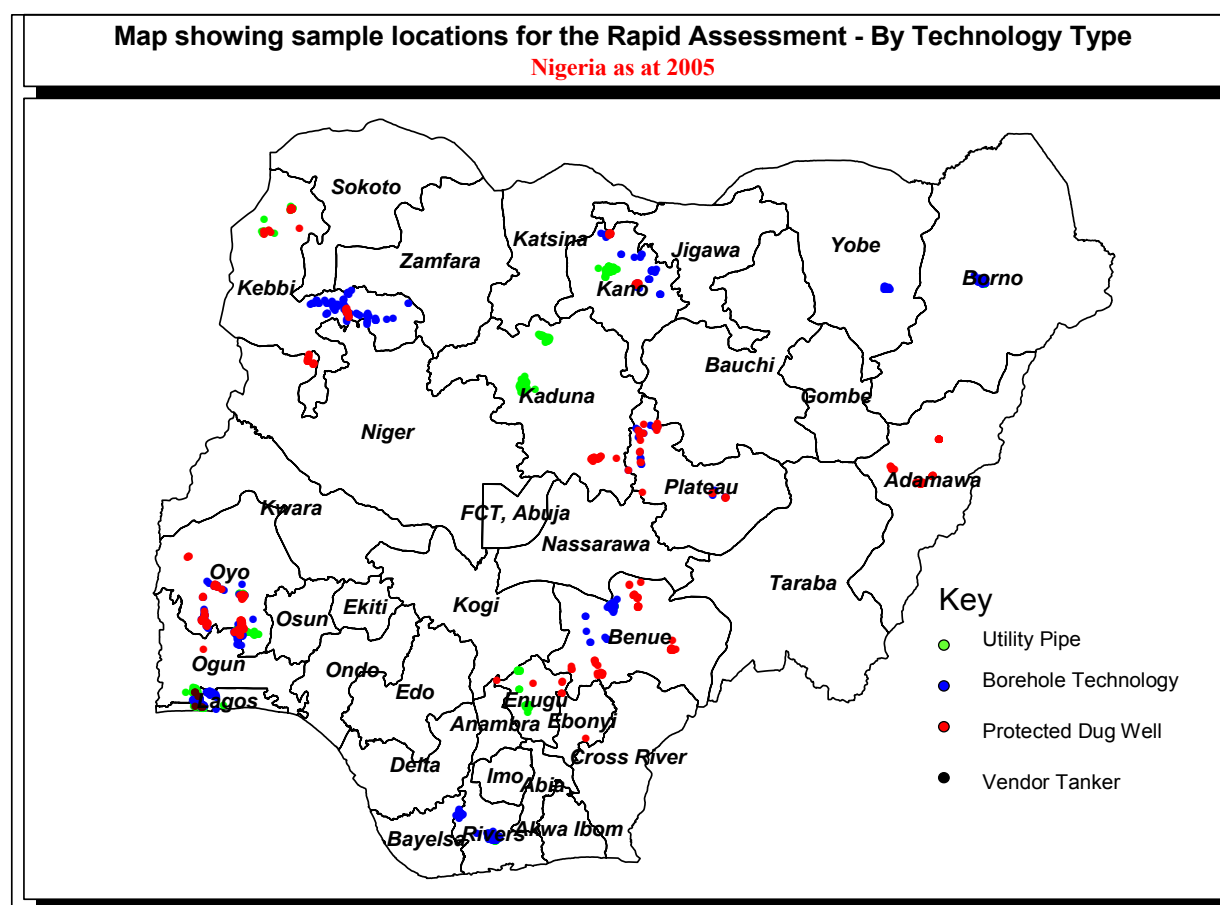 Map showing sample locations for the Rapid Assessment - By Technology Type
Nigeria as at 2005
Sokoto
Katsina
Jigawa
Yobe
Zamfara
Borno
Kebbi
Kano
Bauchi
Kaduna
Gombe
Niger
Plateau
Adamawa
Kwara
FCT, Abuja
Nassarawa
Oyo
Taraba
Osun
Ekiti
Kogi
Benue
Ogun
Ondo
Edo
Enugu
Lagos
Anambra
Ebonyi
Cross River
Delta
Imo
Abia
Bayelsa
Rivers
Akwa Ibom
Key
Utility Pipe
Borehole Technology
Protected Dug Well
Vendor Tanker